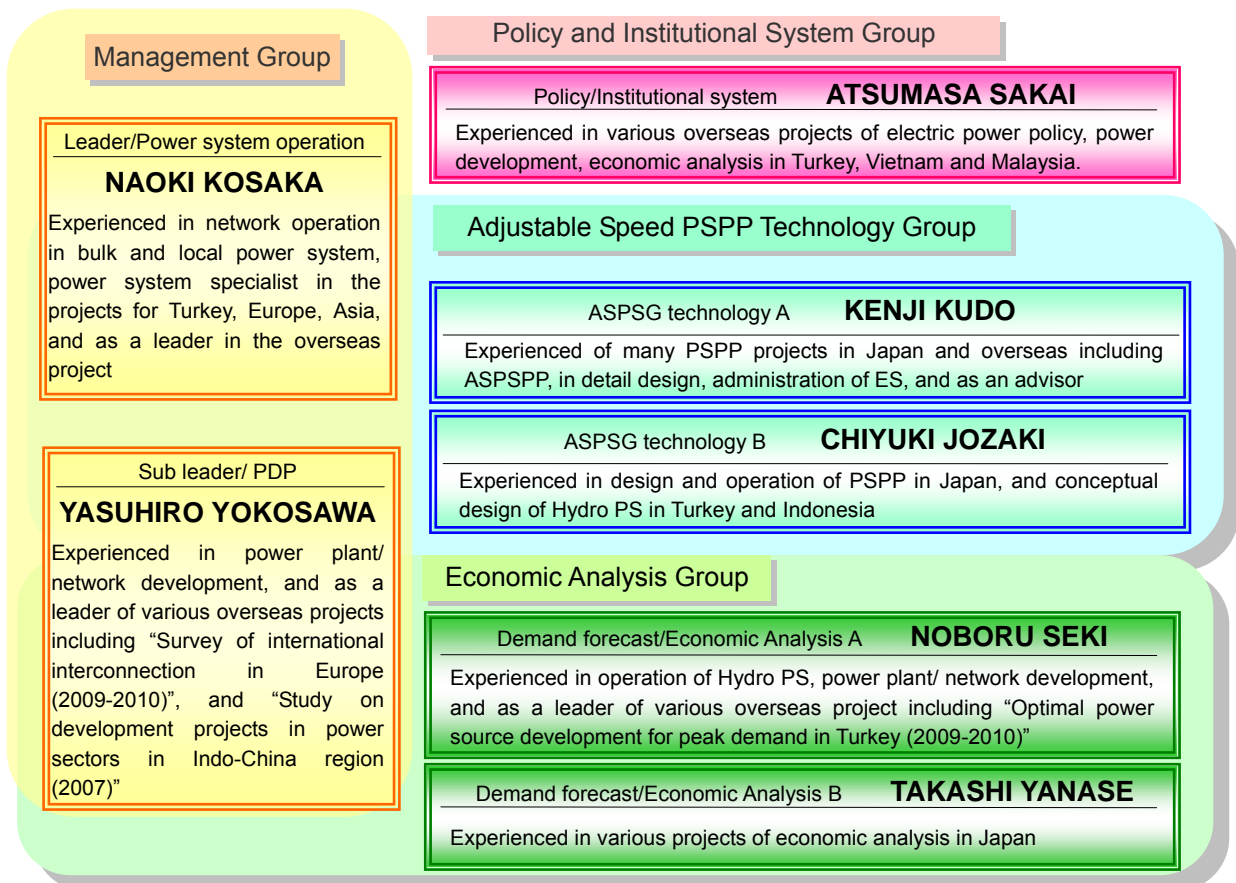 Management Group
Leader/Power system operation
NAOKI KOSAKA
Experienced in network operation
in bulk and local power system,
power system specialist in the
projects for Turkey, Europe, Asia,
and as a leader in the overseas
project
Sub leader/ PDP
YASUHIRO YOKOSAWA
Experienced in power plant/
network development, and as a
leader of various overseas projects
including “Survey of international
interconnection in Europe
(2009-2010)”, and “Study on
development projects in power
sectors in Indo-China region
(2007)”
Policy and Institutional System Group
Policy/Institutional system ATSUMASA SAKAI
Experienced in various overseas projects of electric power policy, power
development, economic analysis in Turkey, Vietnam and Malaysia.
Adjustable Speed PSPP Technology Group
ASPSG technology A KENJI KUDO
Experienced of many PSPP projects in Japan and overseas including
ASPSPP, in detail design, administration of ES, and as an advisor
ASPSG technology B CHIYUKI JOZAKI
Experienced in design and operation of PSPP in Japan, and conceptual
design of Hydro PS in Turkey and Indonesia
Economic Analysis Group
Demand forecast/Economic Analysis A NOBORU SEKI
Experienced in operation of Hydro PS, power plant/ network development,
and as a leader of various overseas project including “Optimal power
source development for peak demand in Turkey (2009-2010)”
Demand forecast/Economic Analysis B TAKASHI YANASE
Experienced in various projects of economic analysis in Japan